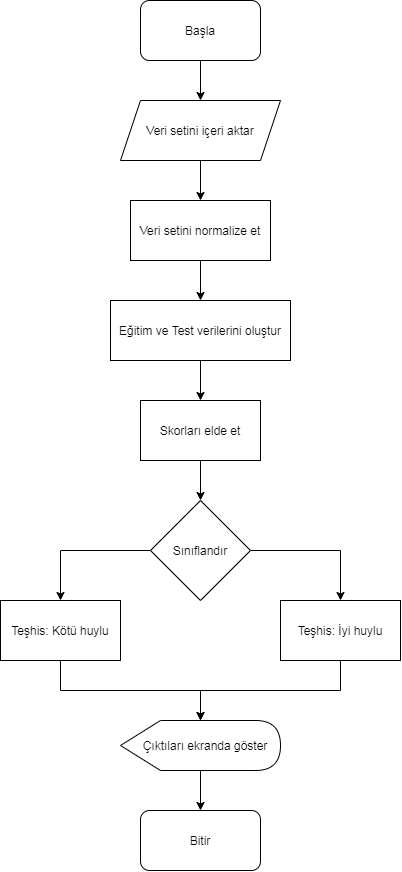 Başla
Veri setini içeri aktar
Veri setini normalize et
Eğitim ve Test verilerini oluştur
Skorları elde et
Sınıflandır
Teşhis: Kötü huylu
Teşhis: İyi huylu
Çıktıları ekranda göster
Bitir